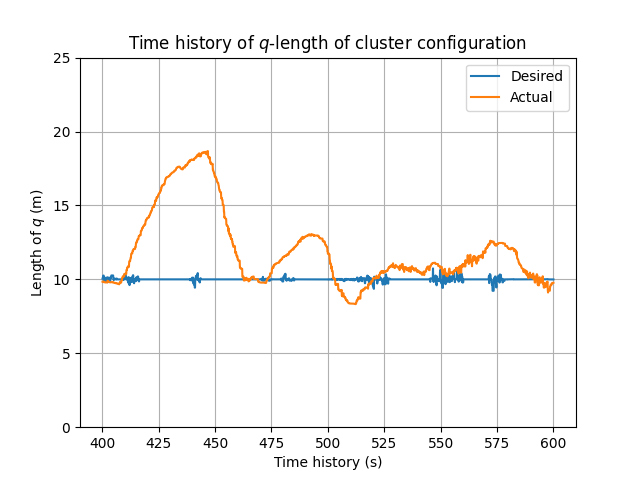 Time history of q-length of cluster configuration
Desired
Actual
Length of q (m)
25
20
15
10
5
0
400 425 450 475 500 525 550 575 600
Time history (s)